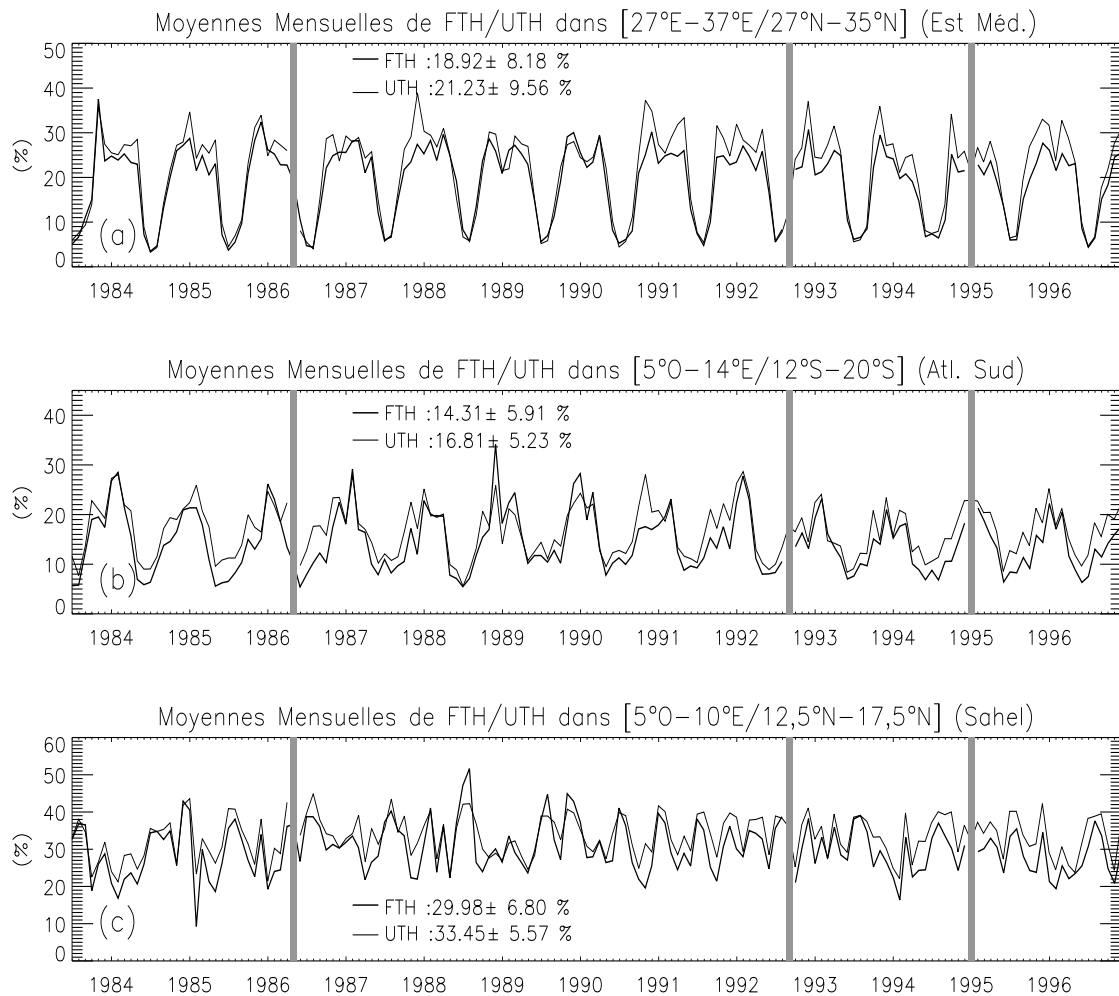 Moyennes Mensuelles de FTH/UTH dans [27°E−37°E/27°N−35°N] (Est Méd.)
50
40
30
20
10
0
(%)
FTH :18.92± 8.18 %
UTH :21.23± 9.56 %
(a)
1984 1985 1986 1987 1988 1989 1990 1991 1992 1993 1994 1995 1996
Moyennes Mensuelles de FTH/UTH dans [5°O−14°E/12°S−20°S] (Atl. Sud)
40
30
20
10
0
(%)
FTH :14.31± 5.91 %
UTH :16.81± 5.23 %
(b)
1984 1985 1986 1987 1988 1989 1990 1991 1992 1993 1994 1995 1996
Moyennes Mensuelles de FTH/UTH dans [5°O−10°E/12,5°N−17,5°N] (Sahel)
60
50
40
30
20
10
0
(%)
FTH :29.98± 6.80 %
UTH :33.45± 5.57 %
(c)
1984 1985 1986 1987 1988 1989 1990 1991 1992 1993 1994 1995 1996